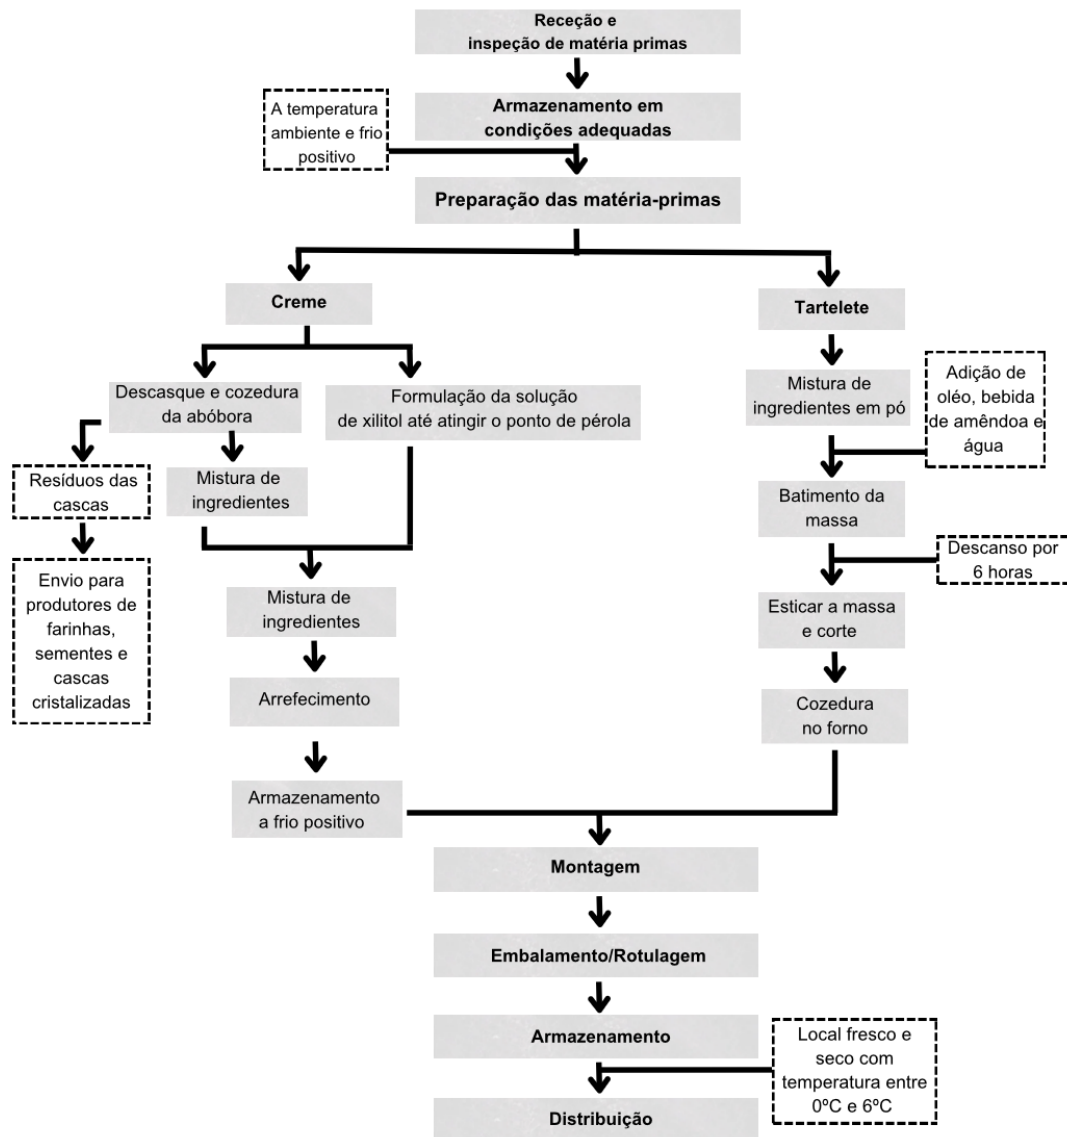 Receção e
inspeção de matéria primas
A temperatura
ambiente e frio
positivo
Armazenamento em
condições adequadas
Preparação das matéria-primas
Creme
Tartelete
Descasque e cozedura
da abóbora
Formulação da solução
de xilitol até atingir o ponto de pérola
Mistura de
ingredientes em pó
Adição de
oléo, bebida
de amêndoa e
água
Resíduos das
cascas
Mistura de
ingredientes
Batimento da
massa
Descanso por
6 horas
Envio para
produtores de
farinhas,
sementes e
cascas
cristalizadas
Mistura de
ingredientes
Esticar a massa
e corte
Arrefecimento
Cozedura
no forno
Armazenamento
a frio positivo
Montagem
Embalamento/Rotulagem
Armazenamento
Local fresco e
seco com
temperatura entre
0ºC e 6ºC
Distribuição